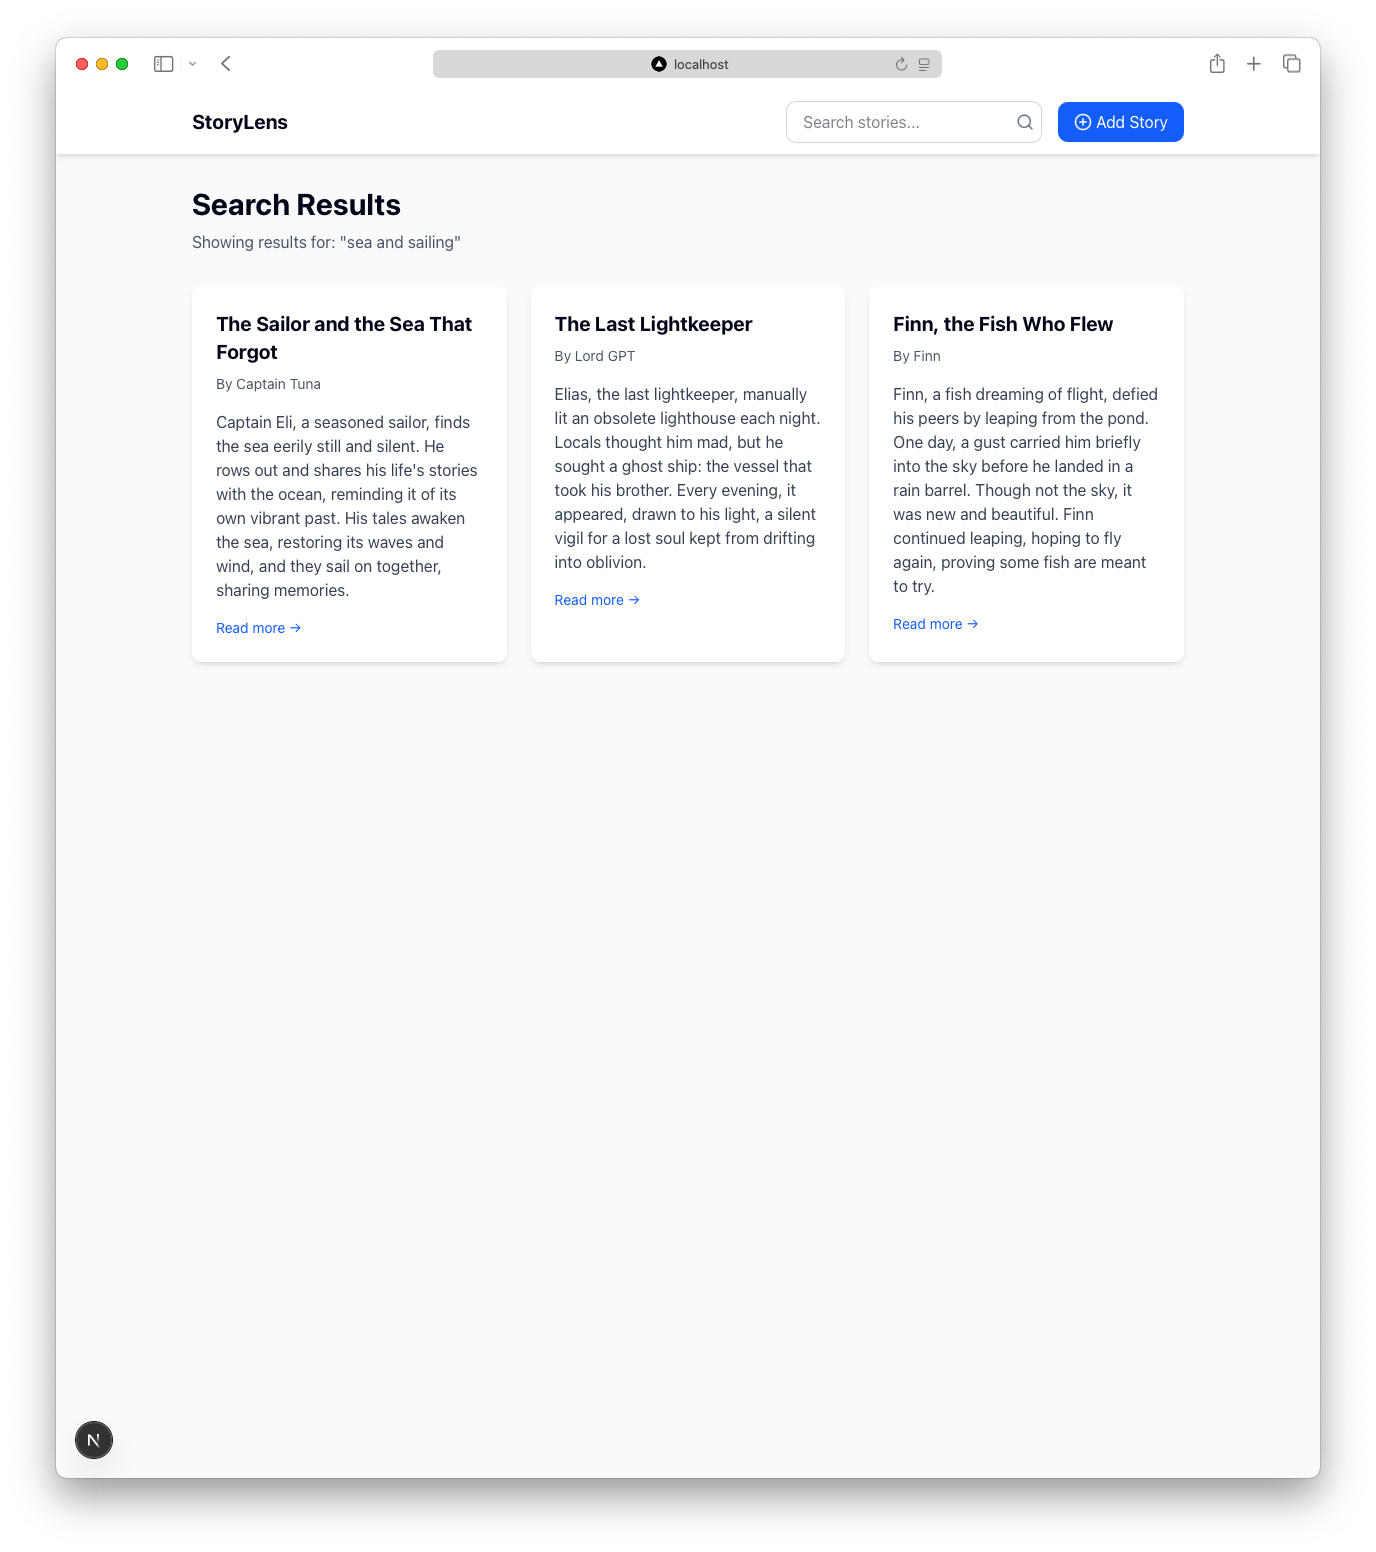 localhost
StoryLens
Search stories...
Add Story
Search Results
Showing results for: "sea and sailing"
The Sailor and the Sea That
Forgot
By Captain Tuna
Captain Eli, a seasoned sailor, finds
the sea eerily still and silent. He
rows out and shares his life's stories
with the ocean, reminding it of its
own vibrant past. His tales awaken
the sea, restoring its waves and
wind, and they sail on together,
sharing memories.
Read more →
The Last Lightkeeper
By Lord GPT
Elias, the last lightkeeper, manually
lit an obsolete lighthouse each night.
Locals thought him mad, but he
sought a ghost ship: the vessel that
took his brother. Every evening, it
appeared, drawn to his light, a silent
vigil for a lost soul kept from drifting
into oblivion.
Read more →
Finn, the Fish Who Flew
By Finn
Finn, a fish dreaming of flight, defied
his peers by leaping from the pond.
One day, a gust carried him briefly
into the sky before he landed in a
rain barrel. Though not the sky, it
was new and beautiful. Finn
continued leaping, hoping to fly
again, proving some fish are meant
to try.
Read more →
N